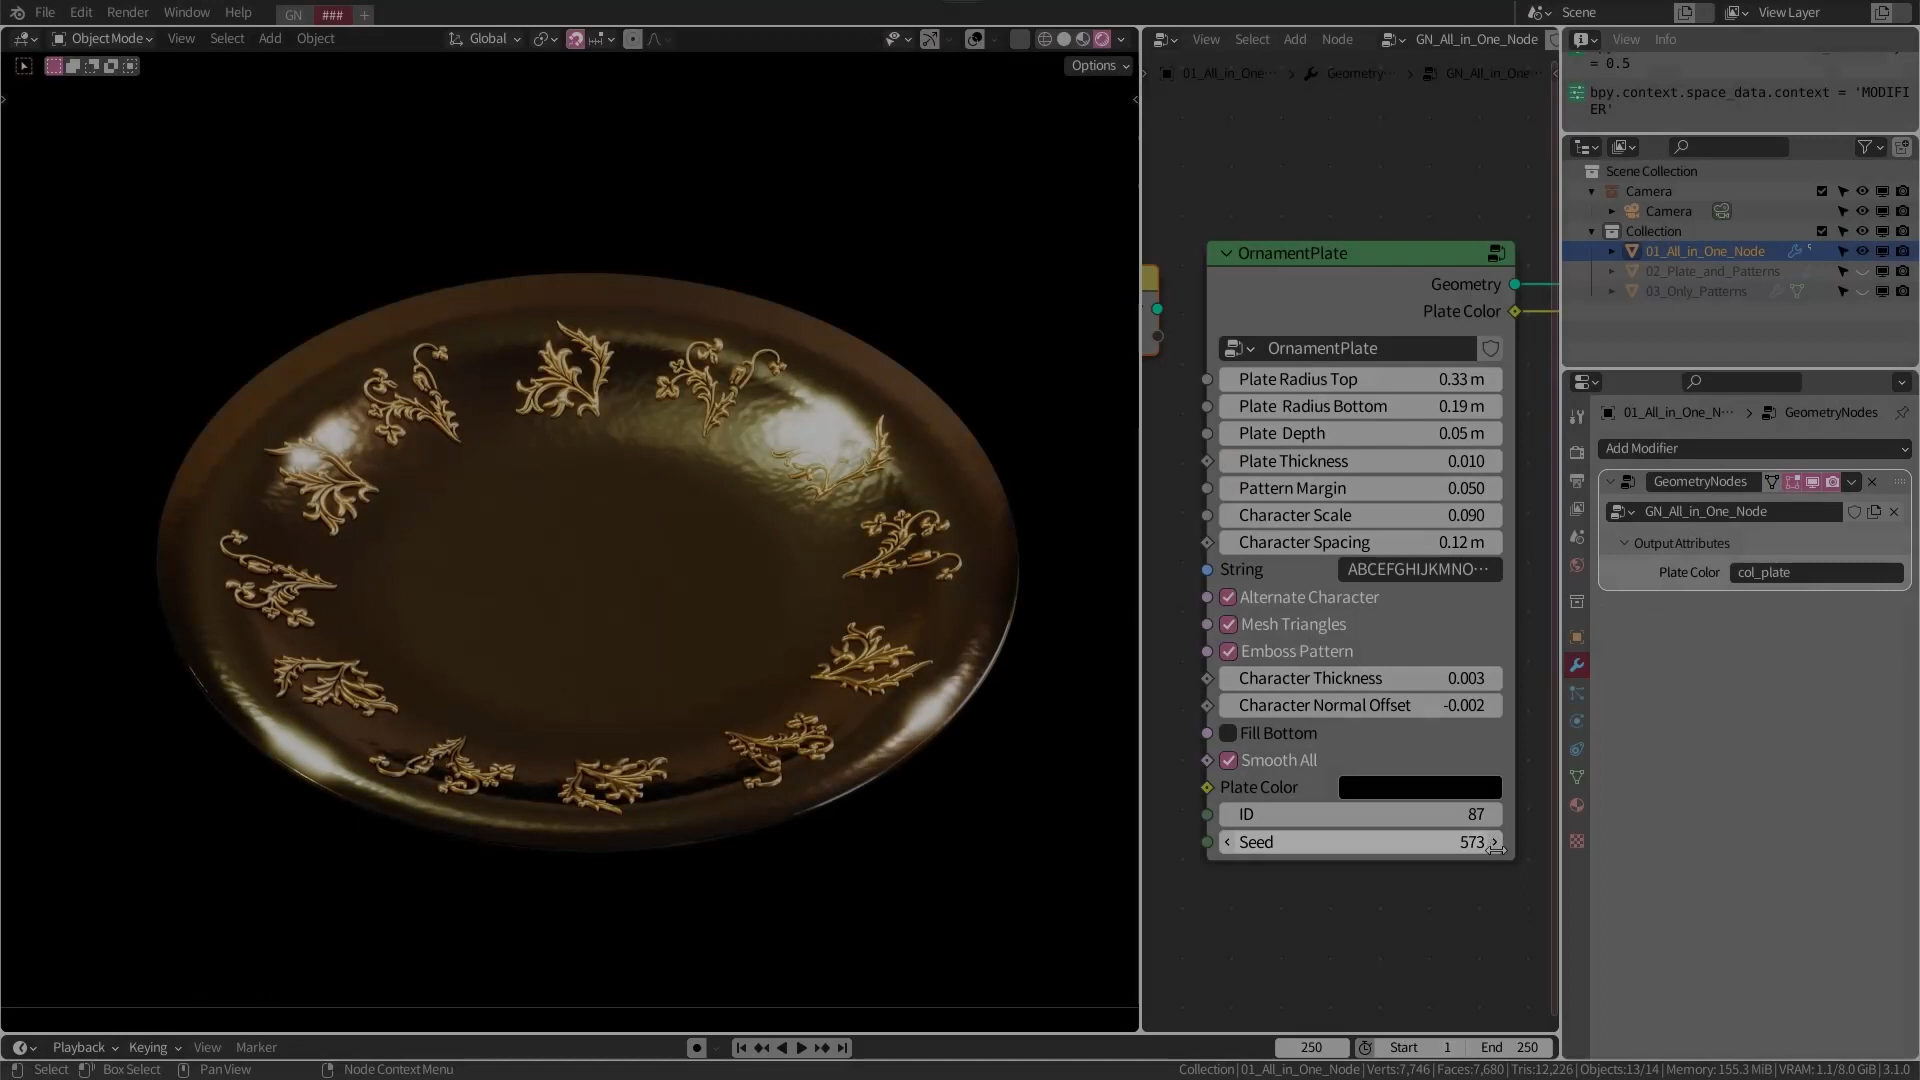 File Edit Render Window Help GN ### + Scene View Layer
Object Mode View Select Add Object Global
Options
View Select Add Node GN_All_in_One_Node
01_All_in_One··· > Geometry··· > GN_All_in_One···
OrnamentPlate
Geometry
Plate Color
OrnamentPlate
Plate Radius Top 0.33 m
Plate Radius Bottom 0.19 m
Plate Depth 0.05 m
Plate Thickness 0.010
Pattern Margin 0.050
Character Scale 0.090
Character Spacing 0.12 m
String ABCEFGHIJKMNO···
Alternate Character
Mesh Triangles
Emboss Pattern
Character Thickness 0.003
Character Normal Offset -0.002
Fill Bottom
Smooth All
Plate Color
ID 87
Seed 573
View Info
= 0.5
bpy.context.space_data.context = 'MODIFI
ER'
Scene Collection
Camera
Camera
Collection
01_All_in_One_Node 5
02_Plate_and_Patterns
03_Only_Patterns
01_All_in_One_N··· > GeometryNodes
Add Modifier
GeometryNodes
GN_All_in_One_Node
Output Attributes
Plate Color col_plate
Playback Keying View Marker 250 Start 1 End 250
Select Box Select Pan View Node Context Menu Collection | 01_All_in_One_Node | Verts:7,746 | Faces:7,680 | Tris:12,226 | Objects:13/14 | Memory: 155.3 MiB | VRAM: 1.1/8.0 GiB | 3.1.0